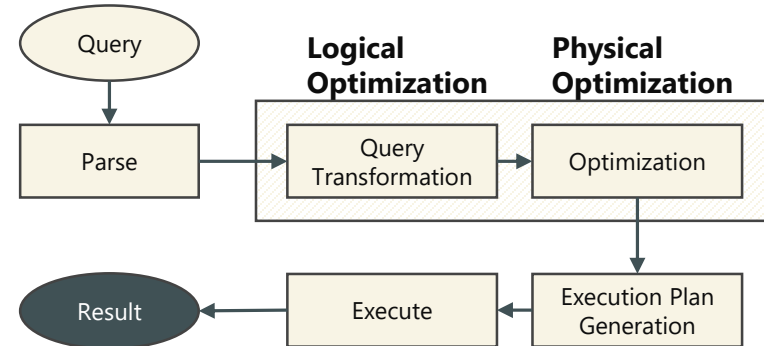 Query
Logical
Optimization
Physical
Optimization
Parse
Query
Transformation
Optimization
Result
Execute
Execution Plan
Generation